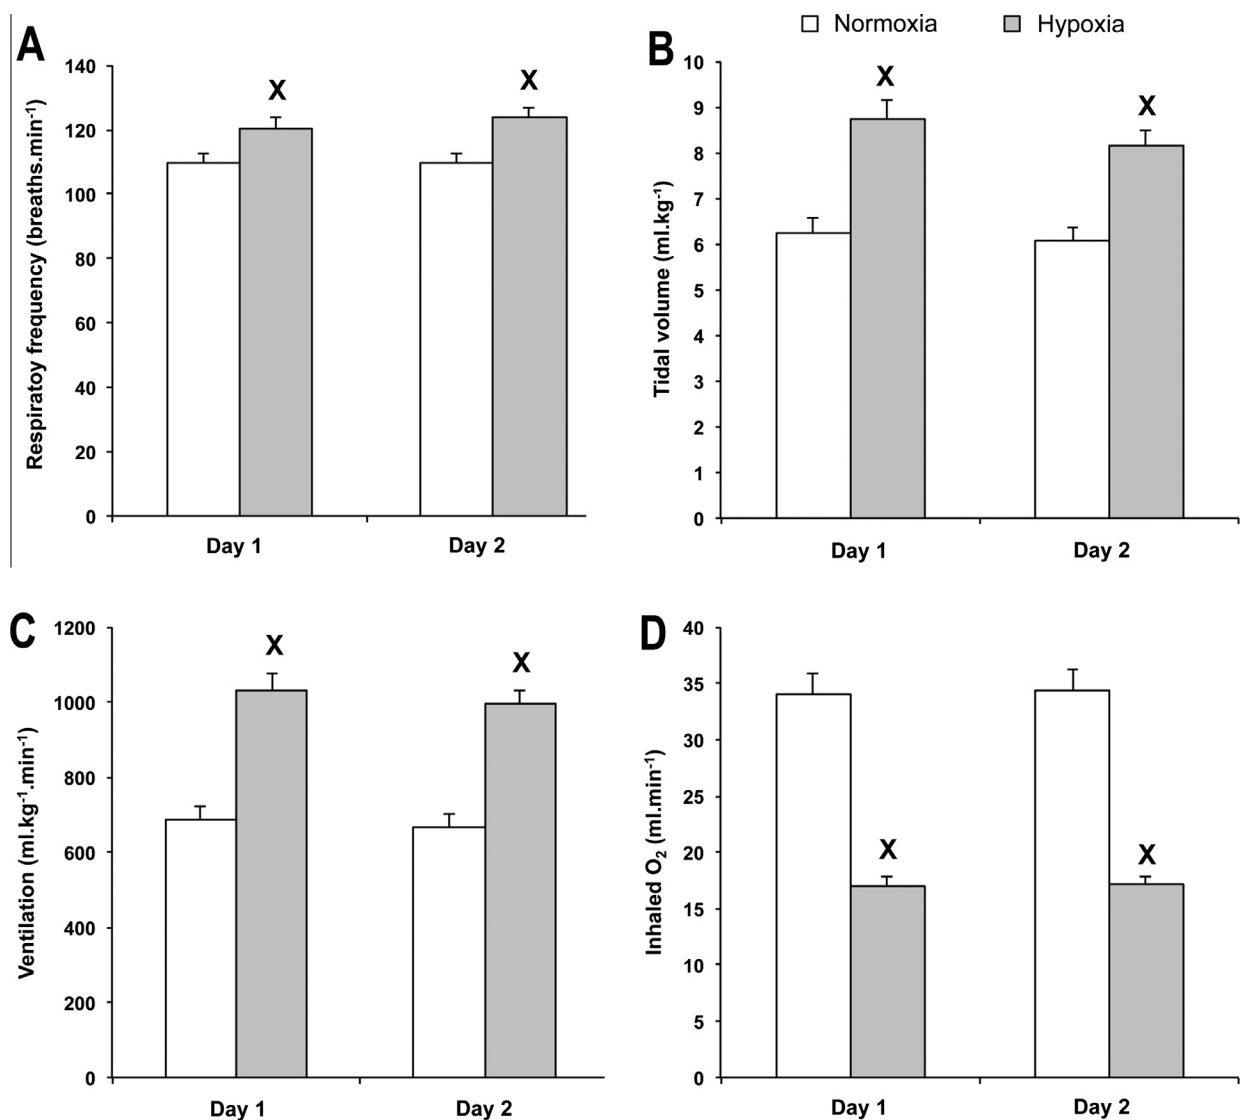 Normoxia Hypoxia
A
Respiratoy frequency (breaths.min-1)
140
120
100
80
60
40
20
0
X
X
Day 1 Day 2
B
Tidal volume (ml.kg-1)
10
9
8
7
6
5
4
3
2
1
0
X
X
Day 1 Day 2
C
Ventilation (ml.kg-1.min-1)
1200
1000
800
600
400
200
0
X
X
Day 1 Day 2
D
Inhaled O2 (ml.min-1)
40
35
30
25
20
15
10
5
0
X
X
Day 1 Day 2